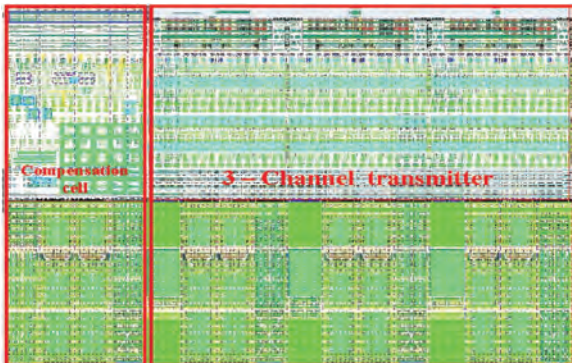 Compensation
cell
3 – Channel transmitter